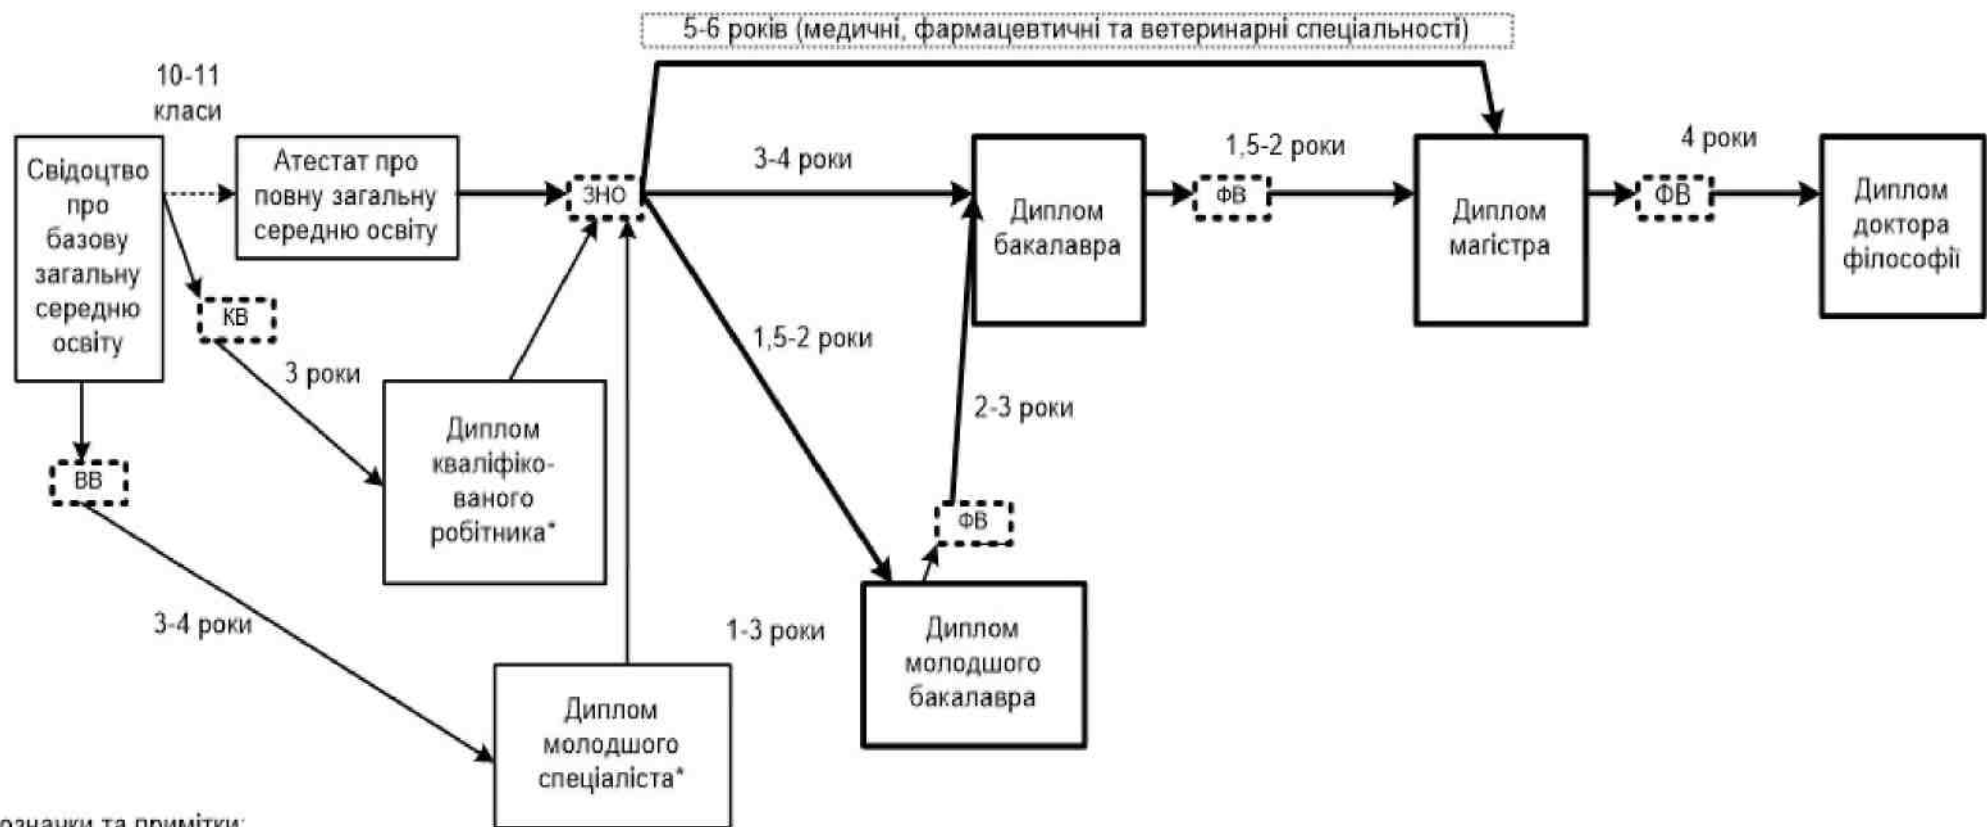 5-6 років (медичні, фармацевтичні та ветеринарні спеціальності)
10-11
класи
Свідоцтво
про
базову
загальну
середню
освіту
Атестат про
повну загальну
середню освіту
ЗНО
3-4 роки
Диплом
бакалавра
1,5-2 роки
ФВ
Диплом
магістра
4 роки
ФВ
Диплом
доктора
філософії
КВ
3 роки
Диплом
кваліфіко-
ваного
робітника*
1,5-2 роки
2-3 роки
ВВ
ФВ
3-4 роки
1-3 роки
Диплом
молодшого
бакалавра
Диплом
молодшого
спеціаліста*
та примітки: